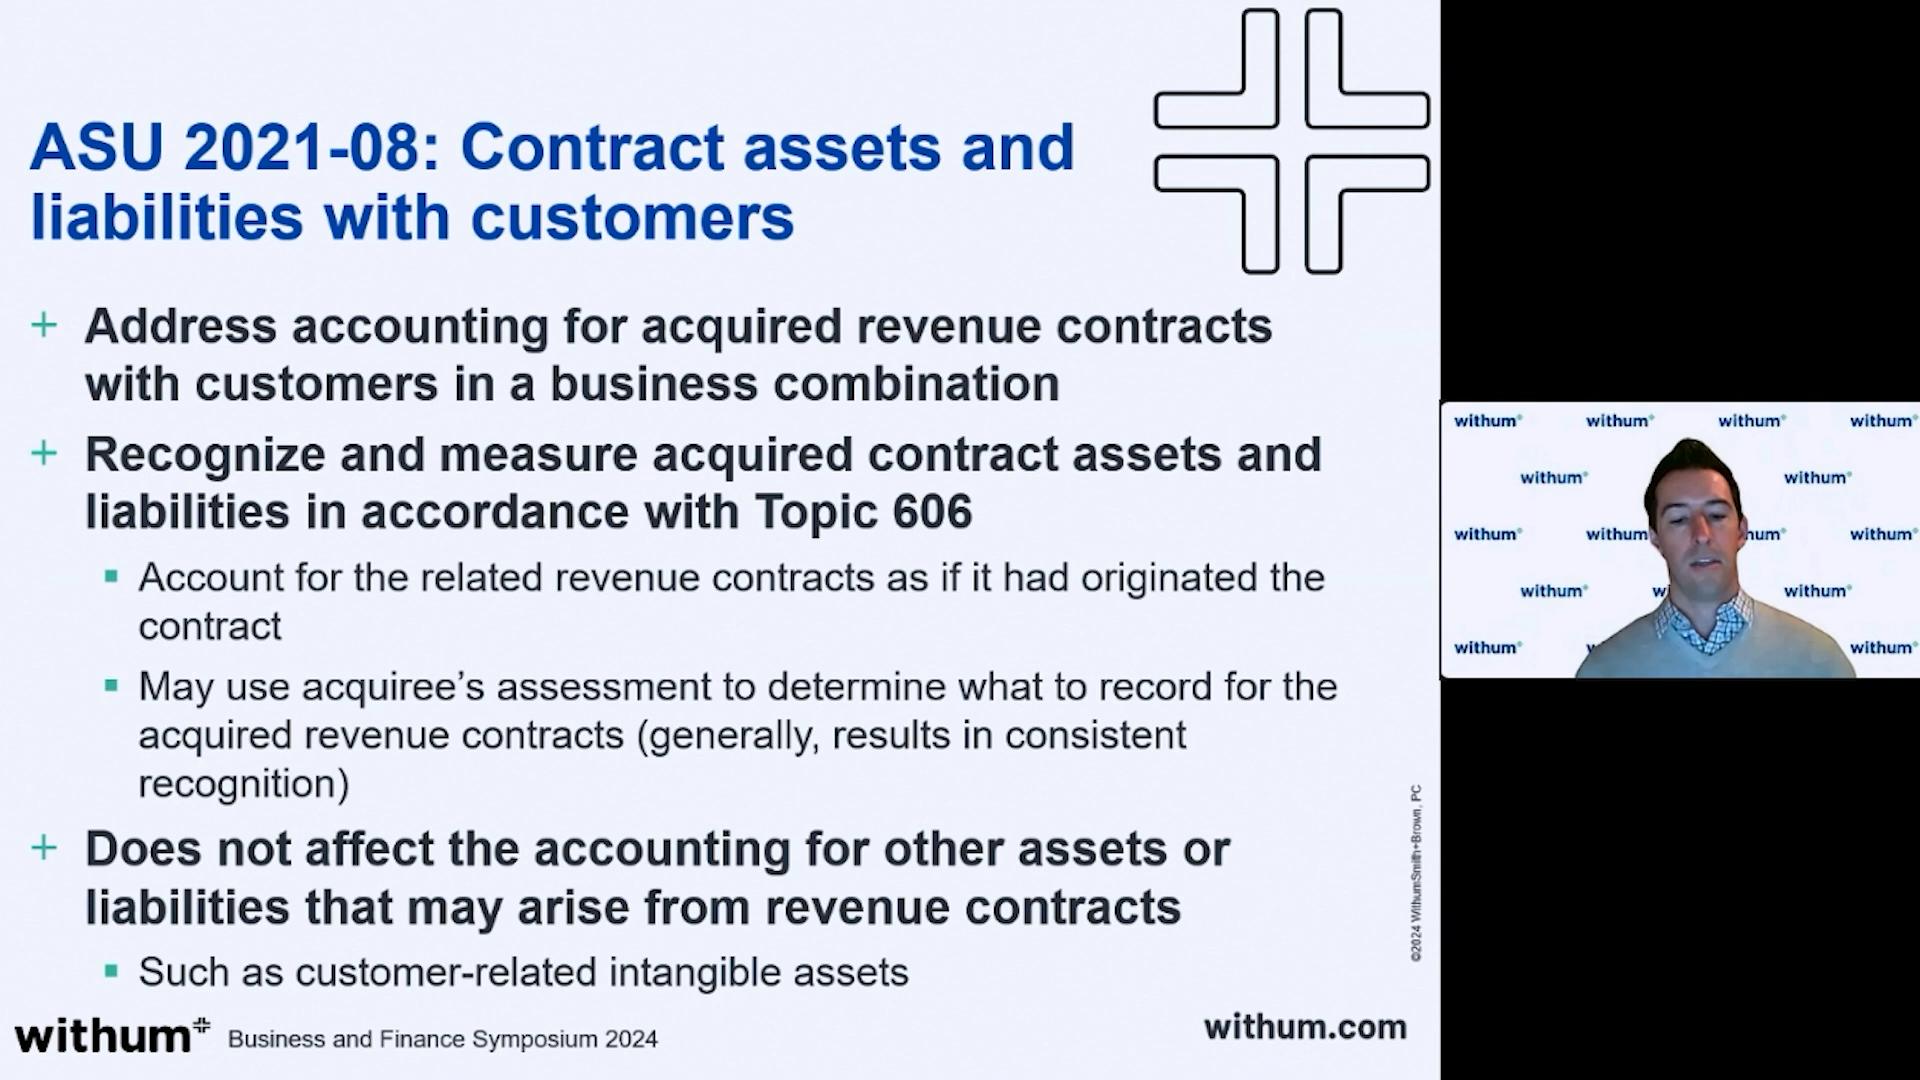 ASU 2021-08: Contract assets and
liabilities with customers
+ Address accounting for acquired revenue contracts
with customers in a business combination
+ Recognize and measure acquired contract assets and
liabilities in accordance with Topic 606
▪ Account for the related revenue contracts as if it had originated the
contract
▪ May use acquiree’s assessment to determine what to record for the
acquired revenue contracts (generally, results in consistent
recognition)
+ Does not affect the accounting for other assets or
liabilities that may arise from revenue contracts
▪ Such as customer-related intangible assets
withum Business and Finance Symposium 2024
withum.com
©2024 WithumSmith+Brown, PC
withum withum withum withum
withum withum
withum withum num withum
withum w withum
withum w withum